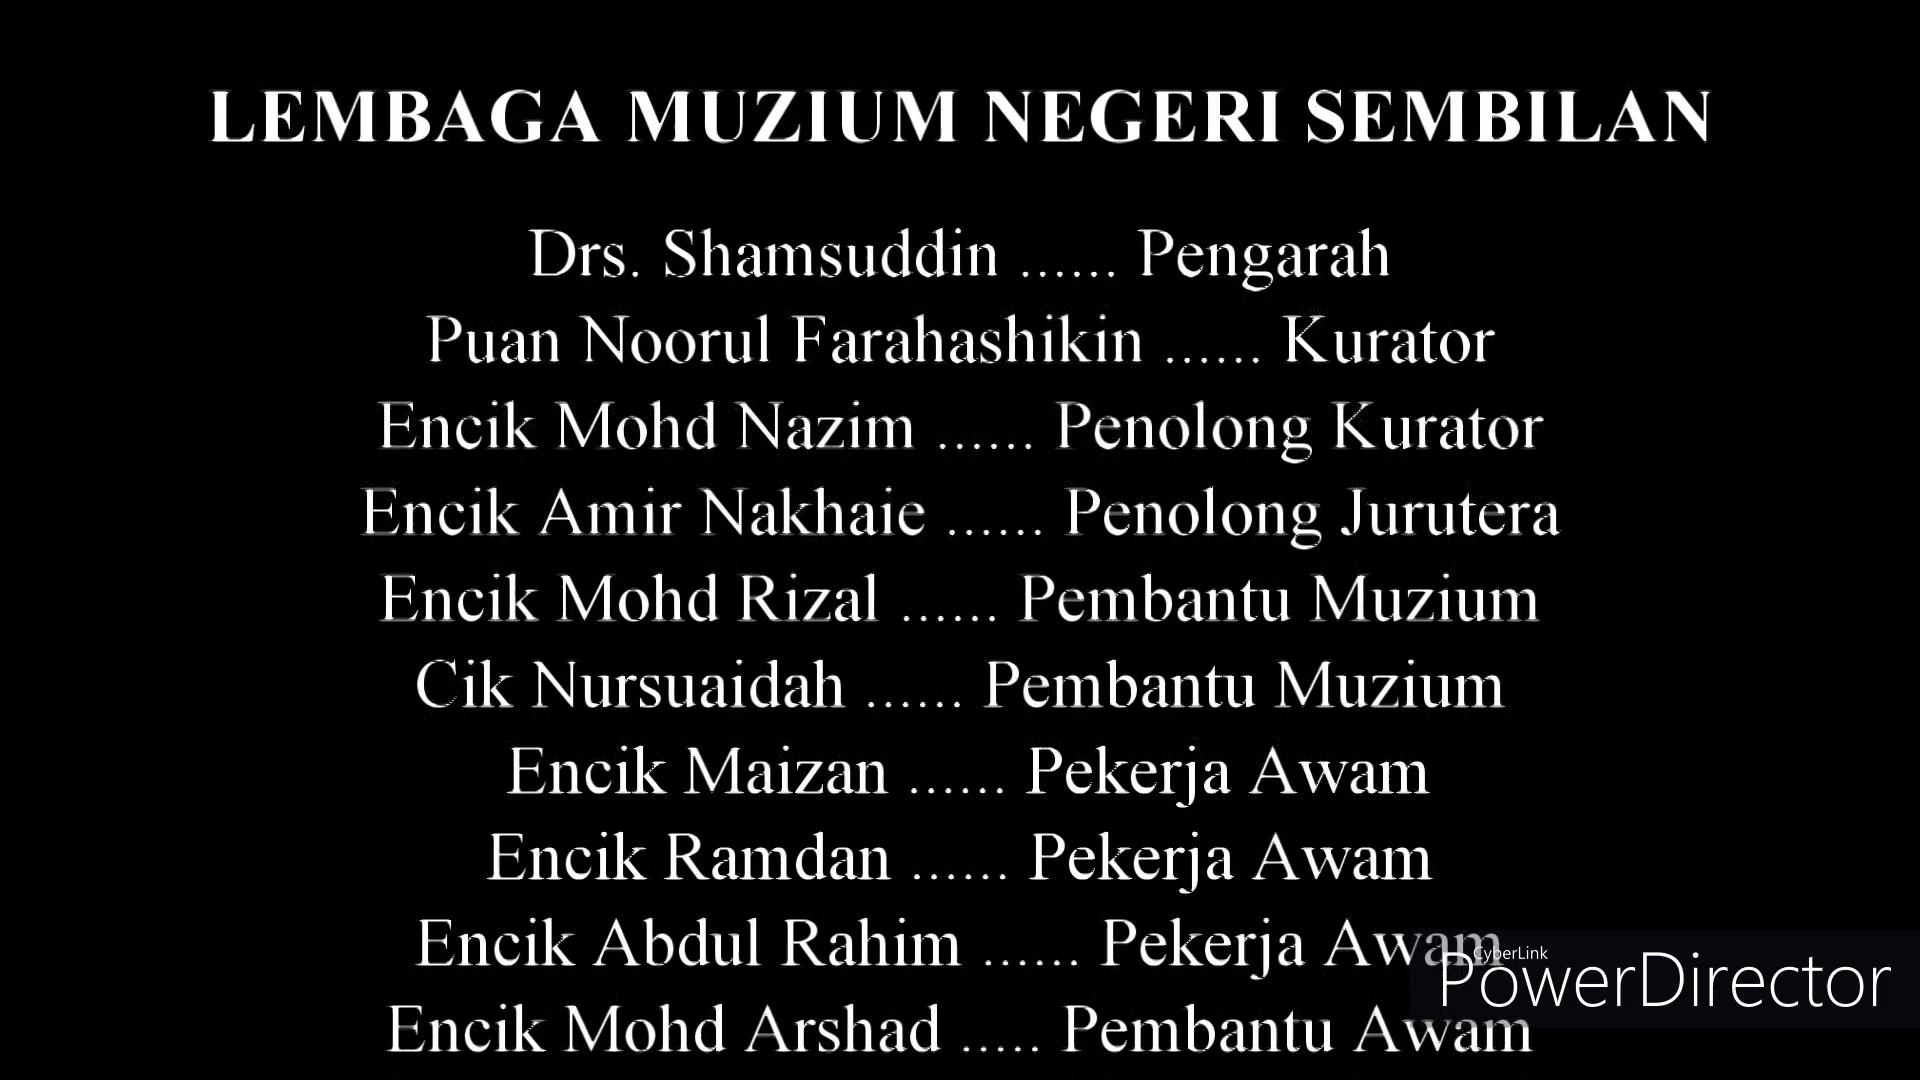 LEMBAGA MUZIUM NEGERI SEMBILAN
Drs. Shamsuddin ...... Pengarah
Puan Noorul Farahashikin ...... Kurator
Encik Mohd Nazim ...... Penolong Kurator
Encik Amir Nakhaie ...... Penolong Jurutera
Encik Mohd Rizal ...... Pembantu Muzium
Cik Nursuaidah ...... Pembantu Muzium
Encik Maizan ...... Pekerja Awam
Encik Ramdan ...... Pekerja Awam
Encik Abdul Rahim ...... Pekerja Awam
CyberLink
PowerDirector
Encik Mohd Arshad ..... Pembantu Awam